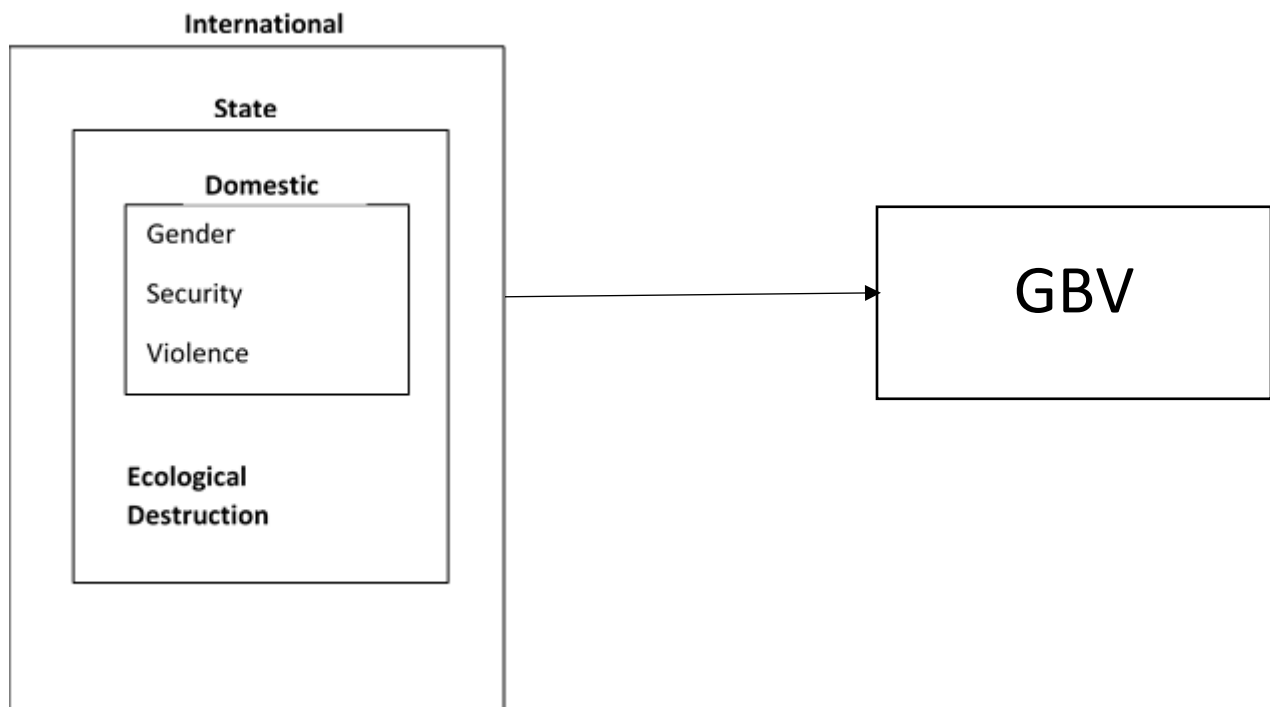 International
State
Domestic
Gender
Security
Violence
GBV
Ecological
Destruction